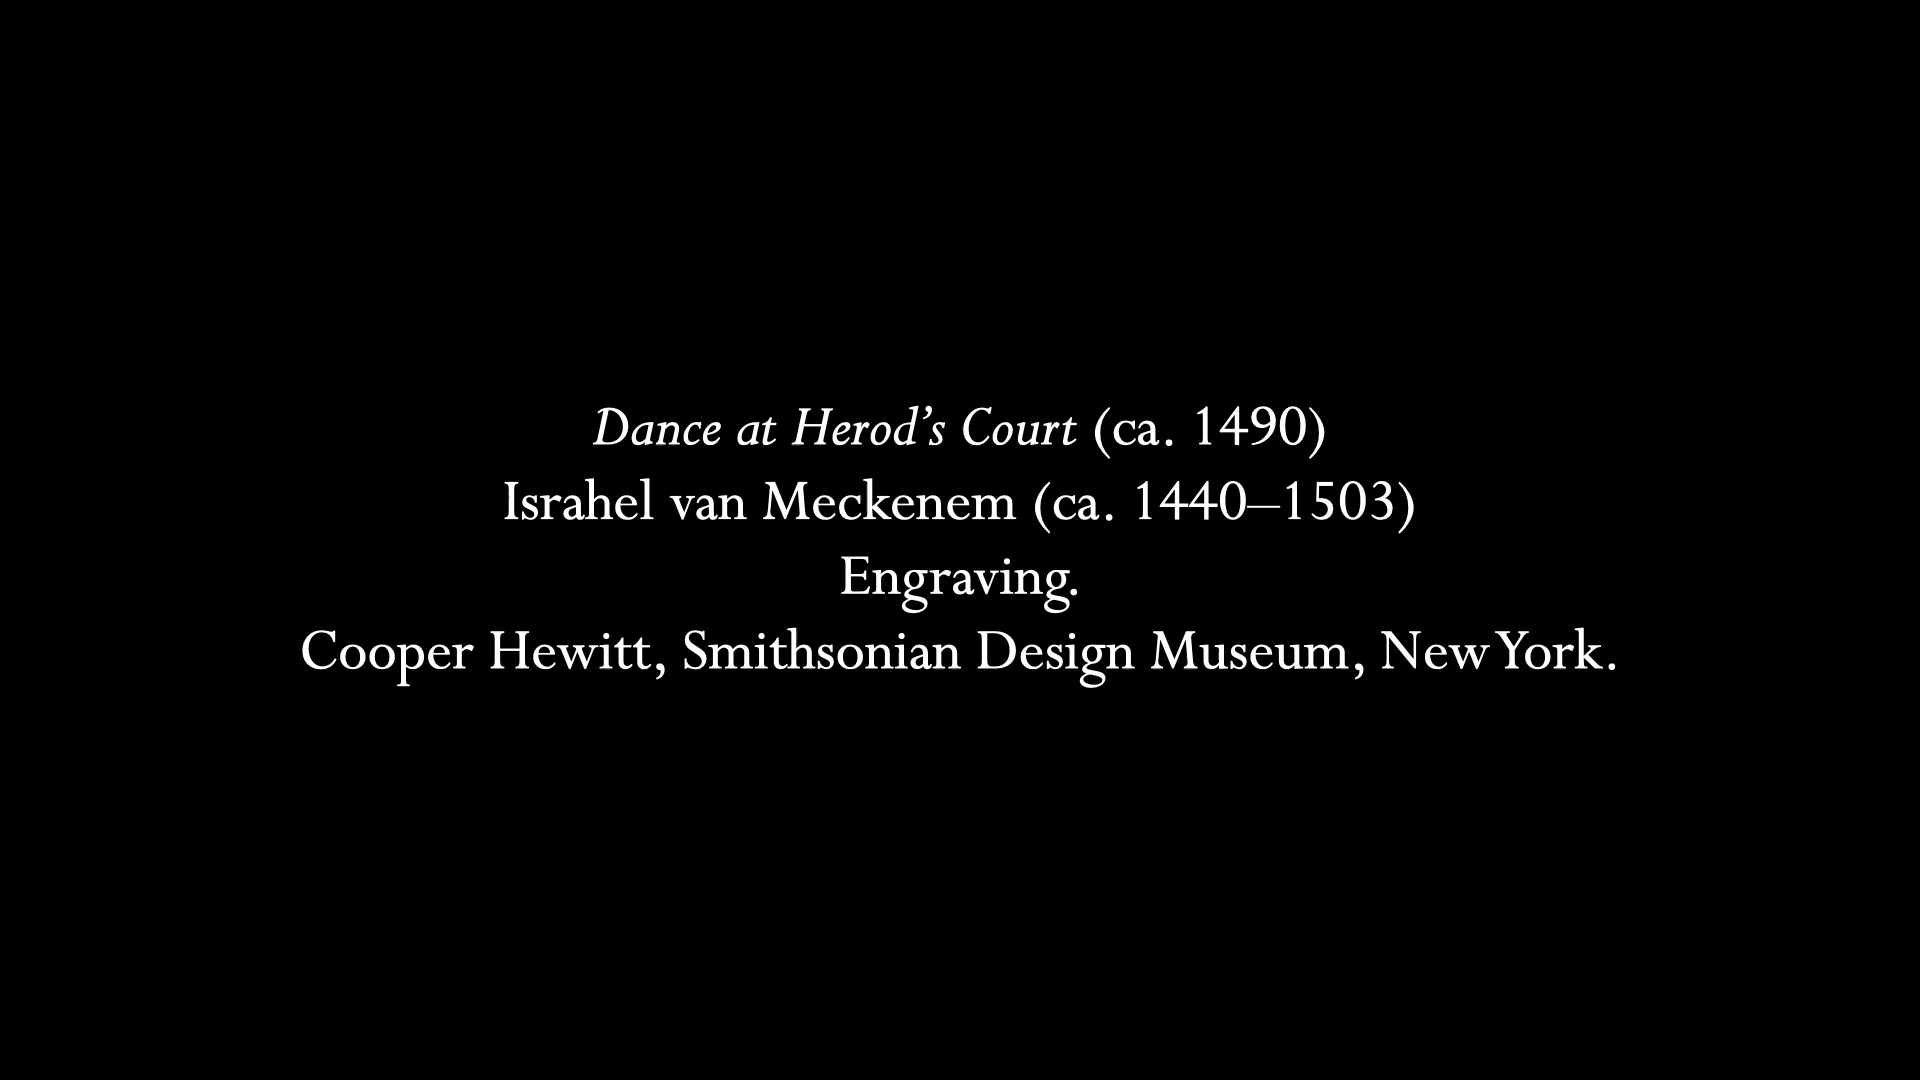 Dance at Herod’s Court (ca. 1490)
Israhel van Meckenem (ca. 1440–1503)
Engraving.
Cooper Hewitt, Smithsonian Design Museum, New York.